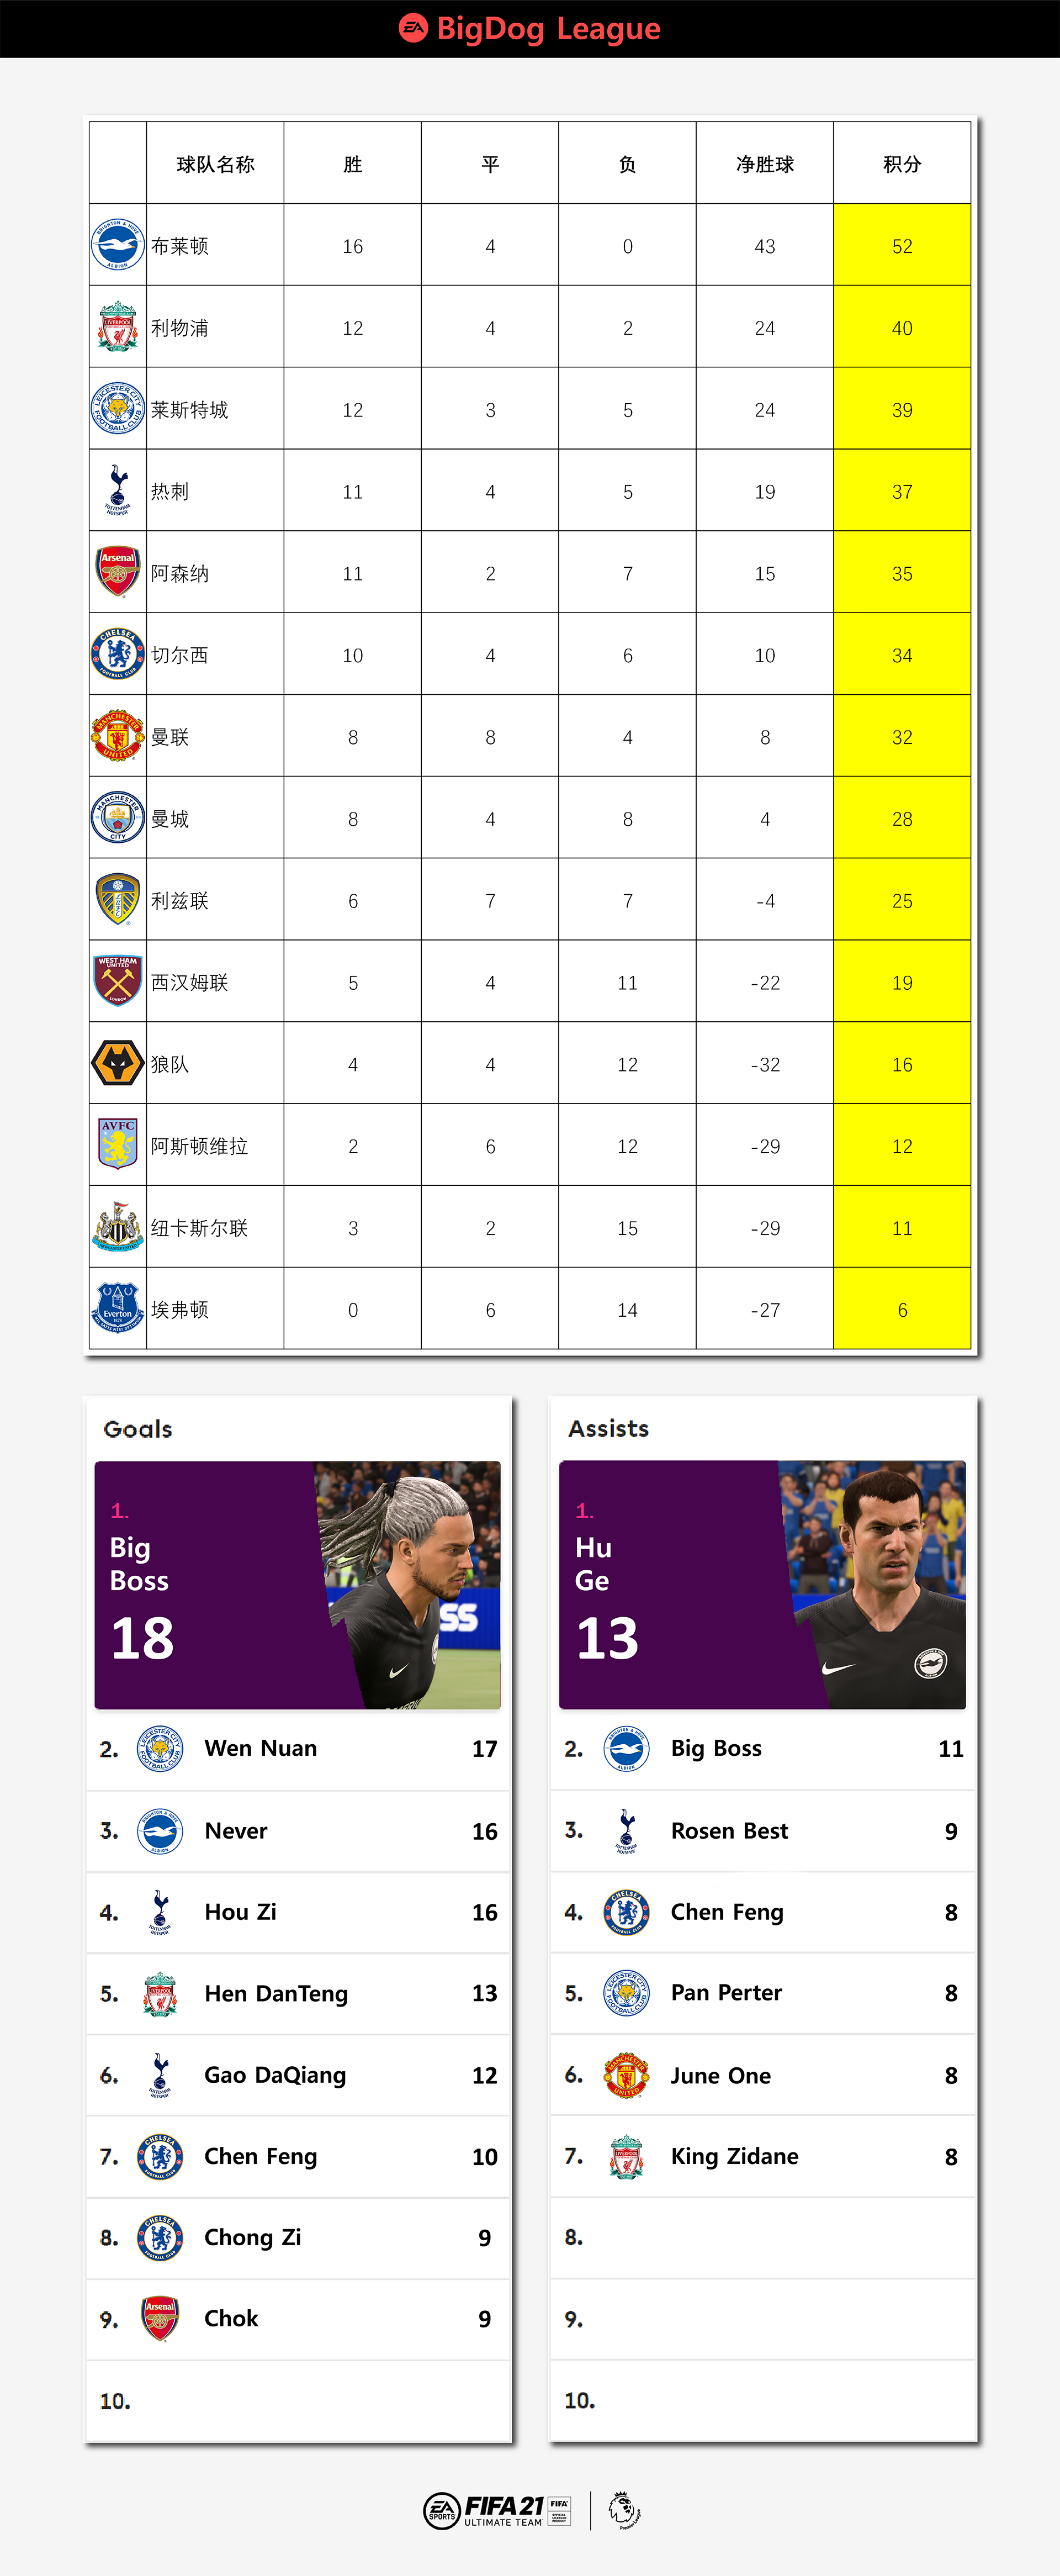 EA BigDog League
球队名称 胜 平 负 净胜球 积分
布莱顿 16 4 0 43 52
利物浦 12 4 2 24 40
莱斯特城 12 3 5 24 39
热刺 11 4 5 19 37
阿森纳 11 2 7 15 35
切尔西 10 4 6 10 34
曼联 8 8 4 8 32
曼城 8 4 8 4 28
利兹联 6 7 7 -4 25
西汉姆联 5 4 11 -22 19
狼队 4 4 12 -32 16
阿斯顿维拉 2 6 12 -29 12
纽卡斯尔联 3 2 15 -29 11
埃弗顿 0 6 14 -27 6
Goals
1.
Big
Boss
18
2. Wen Nuan 17
3. Never 16
4. Hou Zi 16
5. Hen DanTeng 13
6. Gao DaQiang 12
7. Chen Feng 10
8. Chong Zi 9
9. Chok 9
10.
Assists
1.
Hu
Ge
13
2. Big Boss 11
3. Rosen Best 9
4. Chen Feng 8
5. Pan Perter 8
6. June One 8
7. King Zidane 8
8.
9.
10.
EA SPORTS FIFA 21 FIFA
ULTIMATE TEAM
Premier League